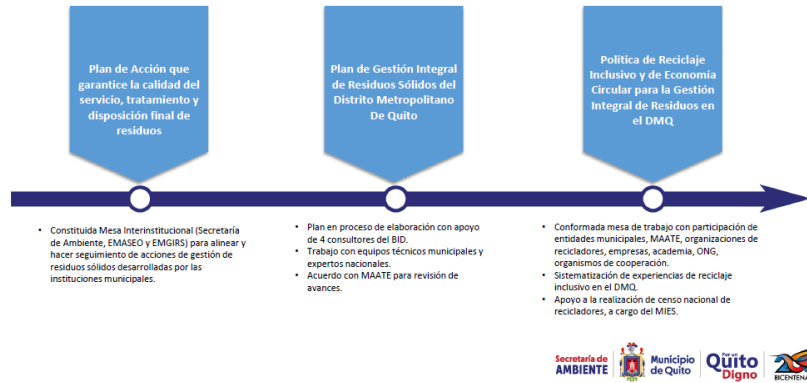 Plan de Acción que
garantice la calidad del
servicio, tratamiento y
disposición final de
residuos
Plan de Gestión Integral
de Residuos Sólidos del
Distrito Metropolitano
De Quito
Política de Reciclaje
Inclusivo y de Economía
Circular para la Gestión
Integral de Residuos en
el DMQ
• Constituida Mesa Interinstitucional (Secretaría
de Ambiente, EMASEO y EMGIRS) para alinear y
hacer seguimiento de acciones de gestión de
residuos sólidos desarrolladas por las
instituciones municipales.
• Plan en proceso de elaboración con apoyo
de 4 consultores del BID.
• Trabajo con equipos técnicos municipales y
expertos nacionales.
• Acuerdo con MAATE para revisión de
avances.
• Conformada mesa de trabajo con participación de
entidades municipales, MAATE, organizaciones de
recicladores, empresas, academia, ONG,
organismos de cooperación.
• Sistematización de experiencias de reciclaje
inclusivo en el DMQ.
• Apoyo a la realización de censo nacional de
recicladores, a cargo del MIES.
Secretaría de
AMBIENTE
Municipio
de Quito
Por un
Quito
Digno
BICENTENA